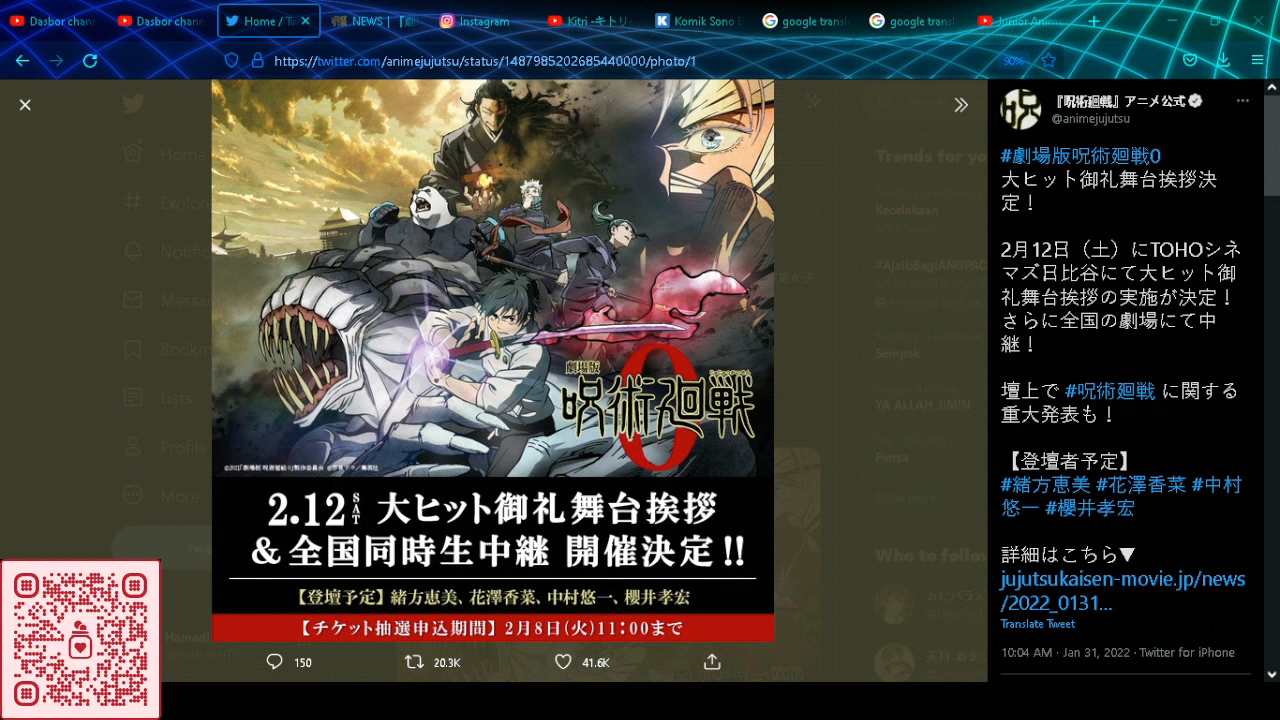 Dasbor chann
Dasbor chann
Home / Tw
NEWS | 『劇
Instagram
Kitri -キトリ-
Komik Sono B
google transl
google transl
Junior Anime
https://twitter.com/animejujutsu/status/1487985202685440000/photo/1
90%
Home
Explore
Notific
Messa
Bookm
Lists
Profile
More
Trends for yo
Kecelakaan
Sempak
YA ALLAH JIMIN
Persa
Who to follow
Hamadi
劇場版
呪術廻戦
0
2.12 SAT 大ヒット御礼舞台挨拶
&全国同時生中継 開催決定!!
【登壇予定】緒方恵美、花澤香菜、中村悠一、櫻井孝宏
【チケット抽選申込期間】2月8日(火)11:00まで
150
20.3K
41.6K
呪
『呪術廻戦』アニメ公式
@animejujutsu
#劇場版呪術廻戦0
大ヒット御礼舞台挨拶決
定！
2月12日（土）にTOHOシネ
マズ日比谷にて大ヒット御
礼舞台挨拶の実施が決定！
さらに全国の劇場にて中
継！
壇上で #呪術廻戦 に関する
重大発表も！
【登壇者予定】
#緒方恵美 #花澤香菜 #中村
悠一 #櫻井孝宏
詳細はこちら▼
jujutsukaisen-movie.jp/news
/2022_0131...
Translate Tweet
10:04 AM · Jan 31, 2022 · Twitter for iPhone